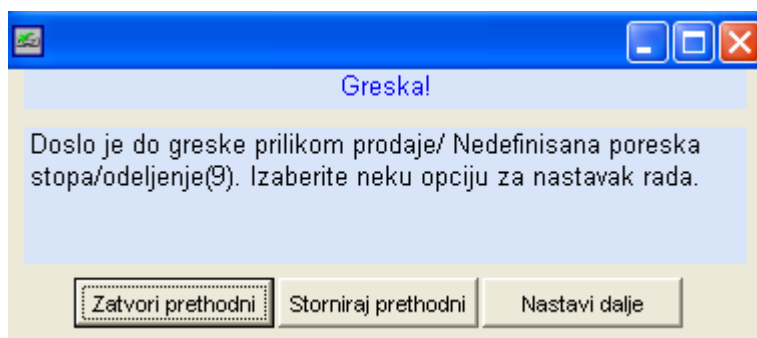 Greska!
Doslo je do greske prilikom prodaje/ Nedefinisana poreska
stopa/odeljenje(9). Izaberite neku opciju za nastavak rada.
Zatvori prethodni Storniraj prethodni Nastavi dalje